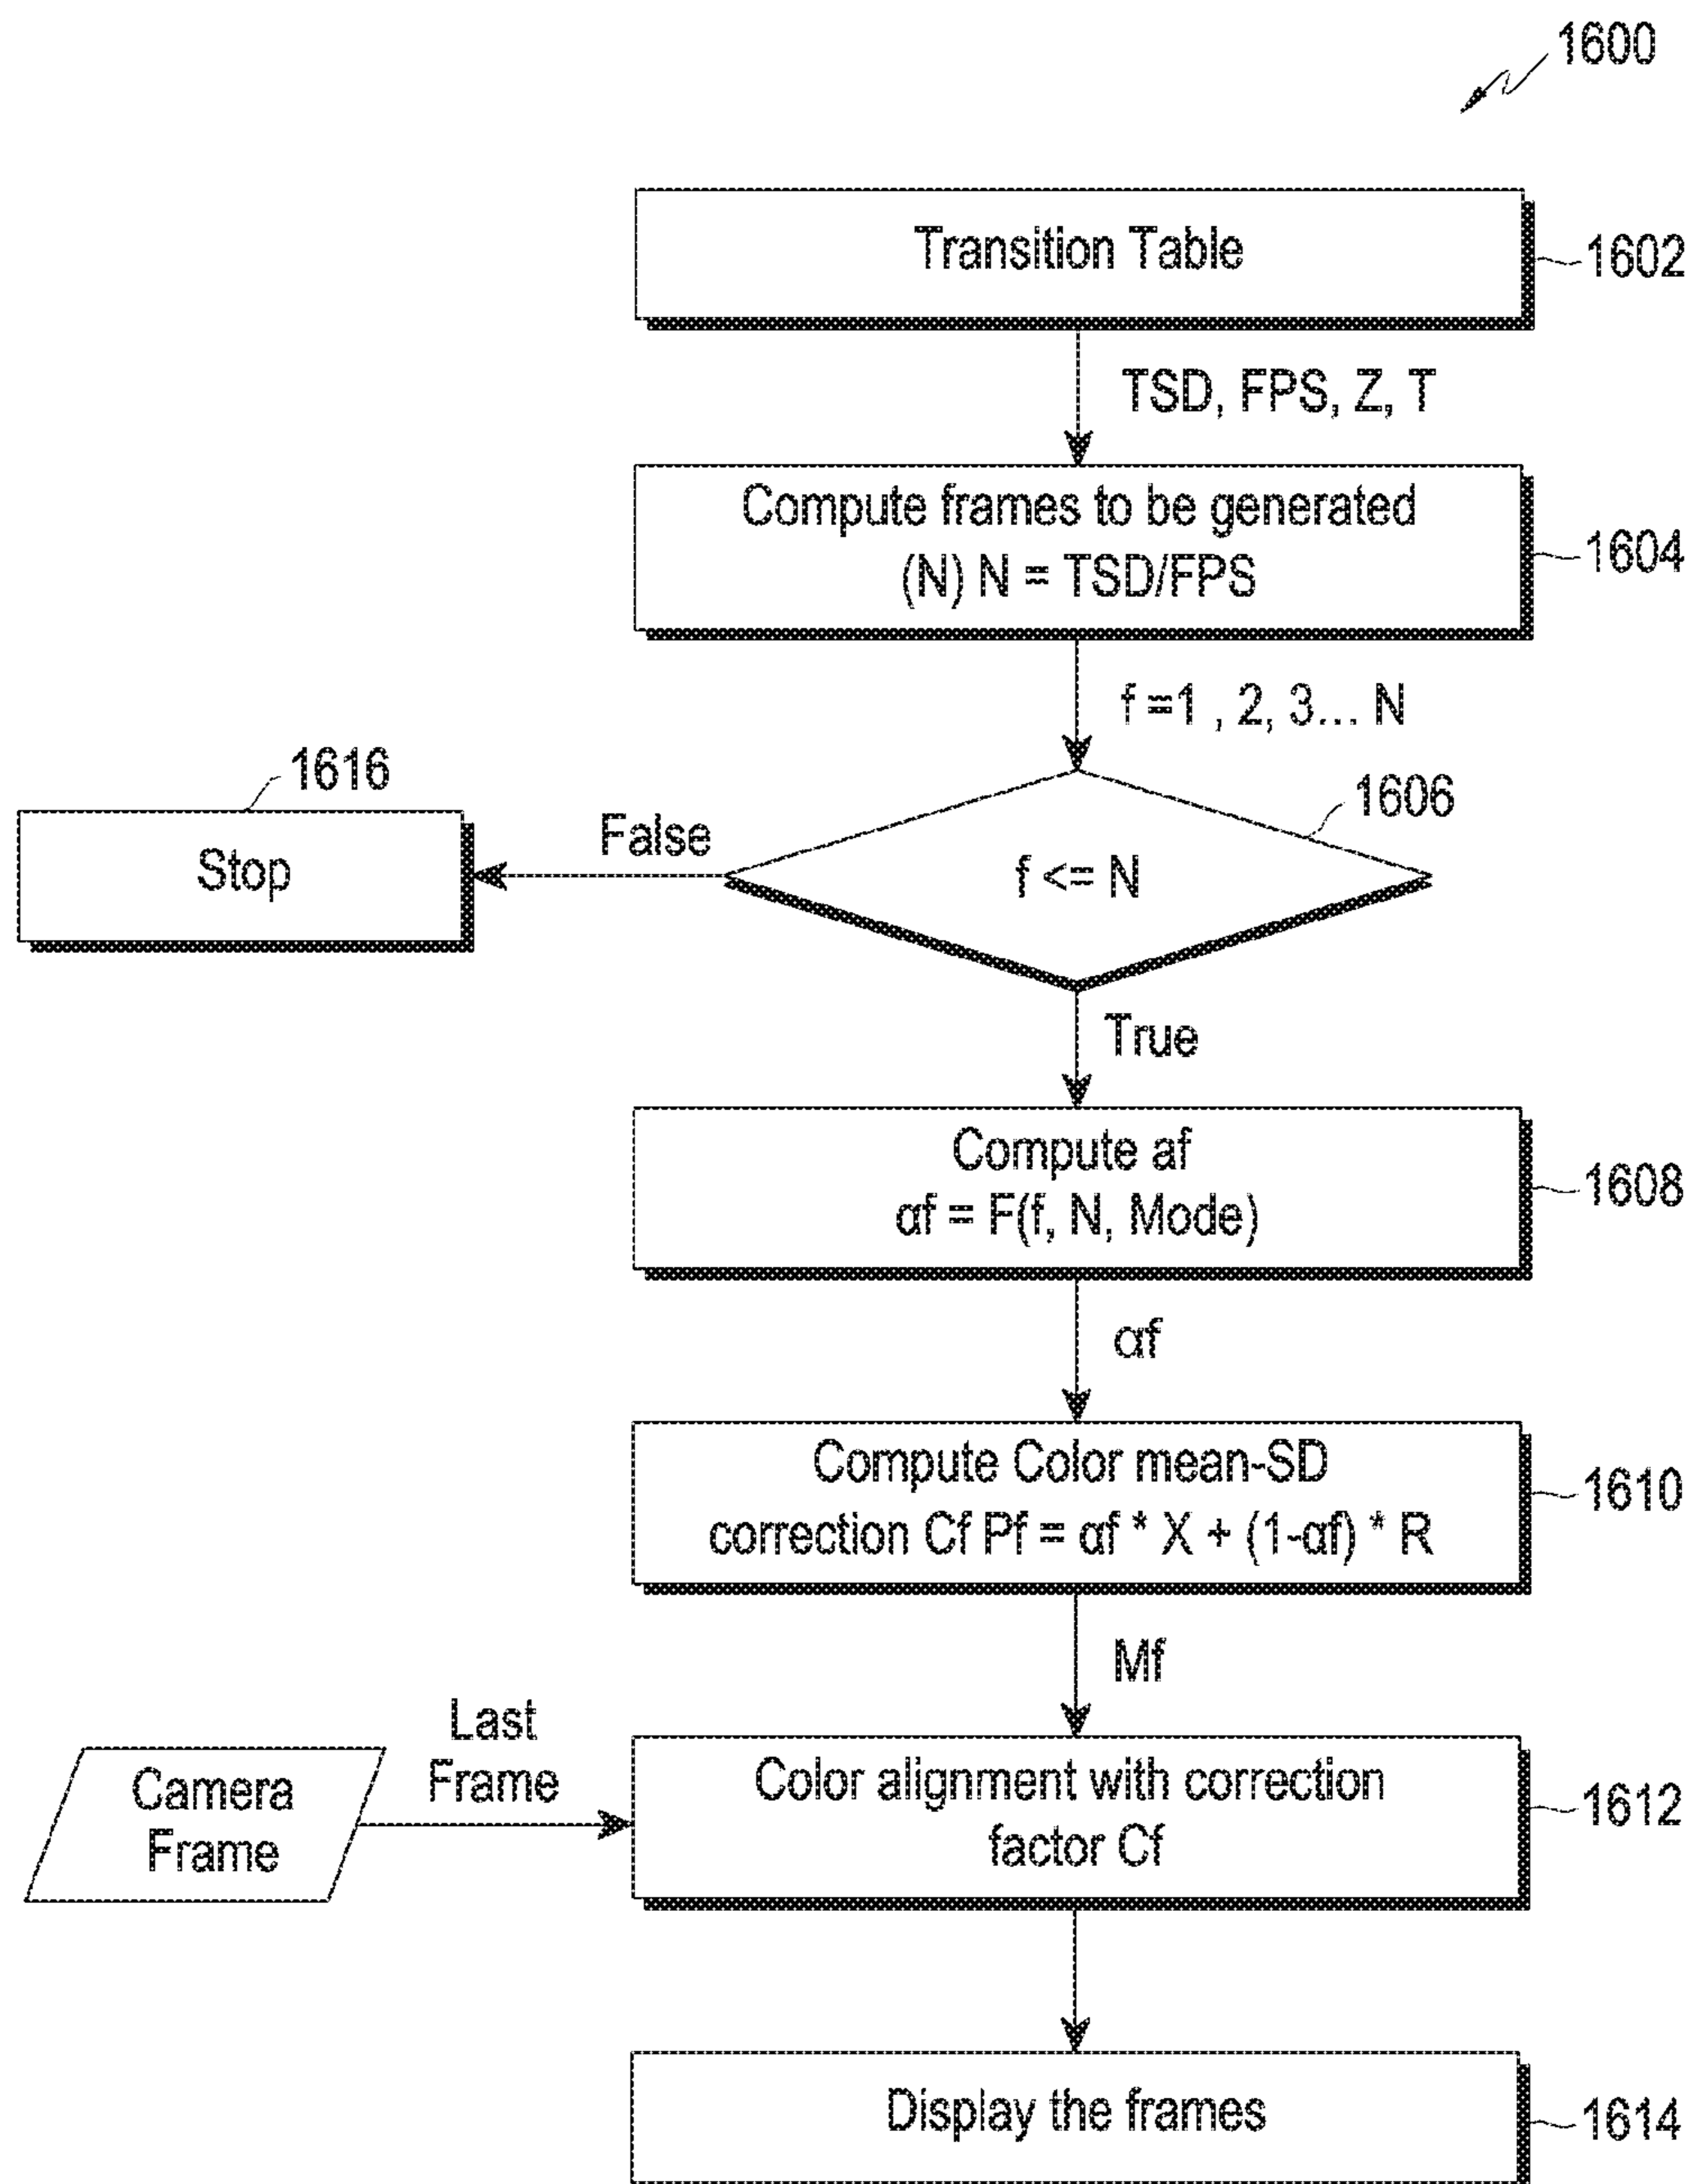 1600
Transition Table
1602
TSD, FPS, Z, T
Compute frames to be generated
(N) N = TSD/FPS
1604
f =1 , 2, 3... N
1616
Stop
False
1606
f <= N
True
Compute af
αf = F(f, N, Mode)
1608
αf
Compute Color mean-SD
correction Cf Pf = αf * X + (1-αf) * R
1610
Mf
Last
Frame
Camera
Frame
Color alignment with correction
factor Cf
1612
Display the frames
1614